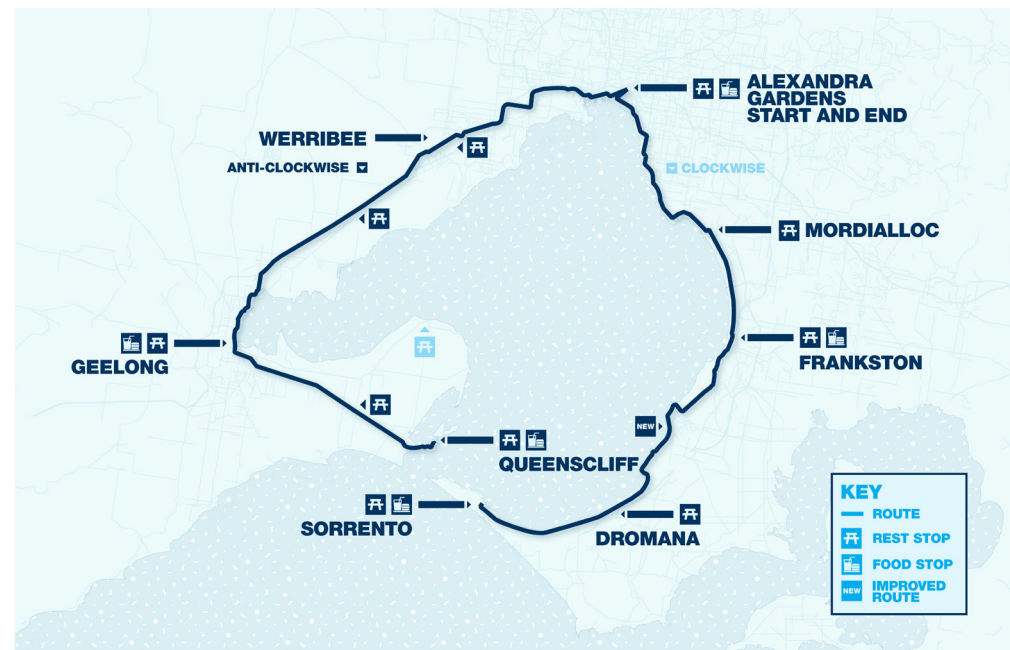 ALEXANDRA
GARDENS
START AND END
WERRIBEE
ANTI-CLOCKWISE
CLOCKWISE
MORDIALLOC
GEELONG
FRANKSTON
NEW
QUEENSCLIFF
SORRENTO
DROMANA
KEY
ROUTE
REST STOP
FOOD STOP
NEW
IMPROVED
ROUTE